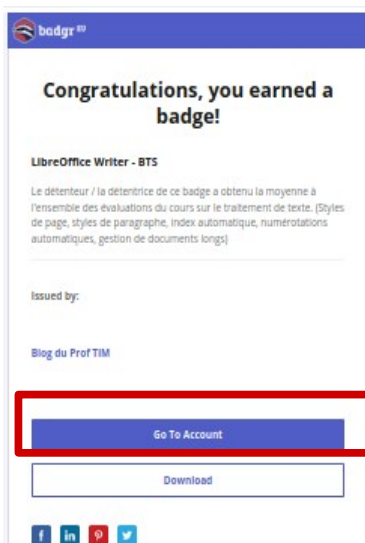 badgr EU
Congratulations, you earned a
badge!
LibreOffice Writer - BTS
Le détenteur / la détentrice de ce badge a obtenu la moyenne à
l'ensemble des évaluations du cours sur le traitement de texte. (Styles
de page, styles de paragraphe, index automatique, numérotations
automatiques, gestion de documents longs)
Issued by:
Blog du Prof TIM
Go To Account
Download